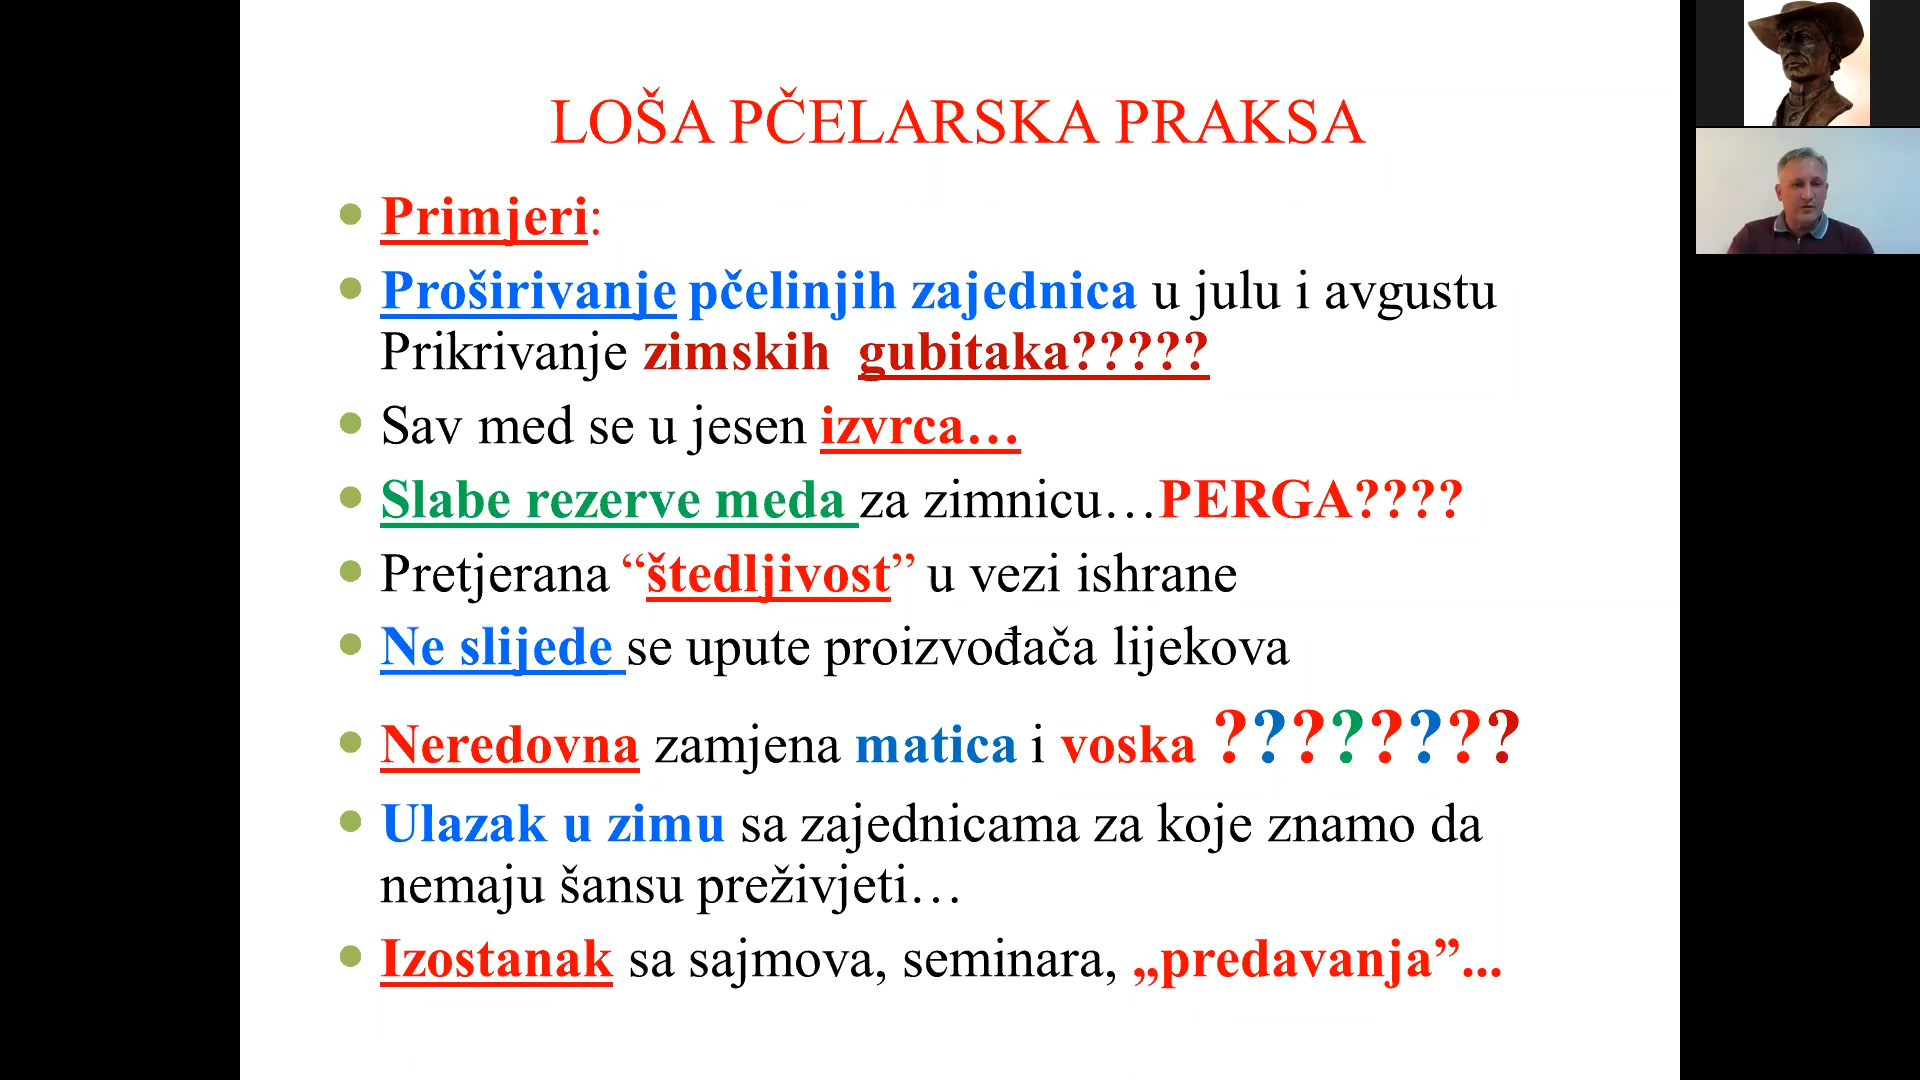 LOŠA PČELARSKA PRAKSA
Primjeri:
Proširivanje pčelinjih zajednica u julu i avgustu
Prikrivanje zimskih gubitaka?????
Sav med se u jesen izvrca…
Slabe rezerve meda za zimnicu…PERGA????
Pretjerana “štedljivost” u vezi ishrane
Ne slijede se upute proizvođača lijekova
Neredovna zamjena matica i voska ????????
Ulazak u zimu sa zajednicama za koje znamo da
nemaju šansu preživjeti…
Izostanak sa sajmova, seminara, „predavanja”...